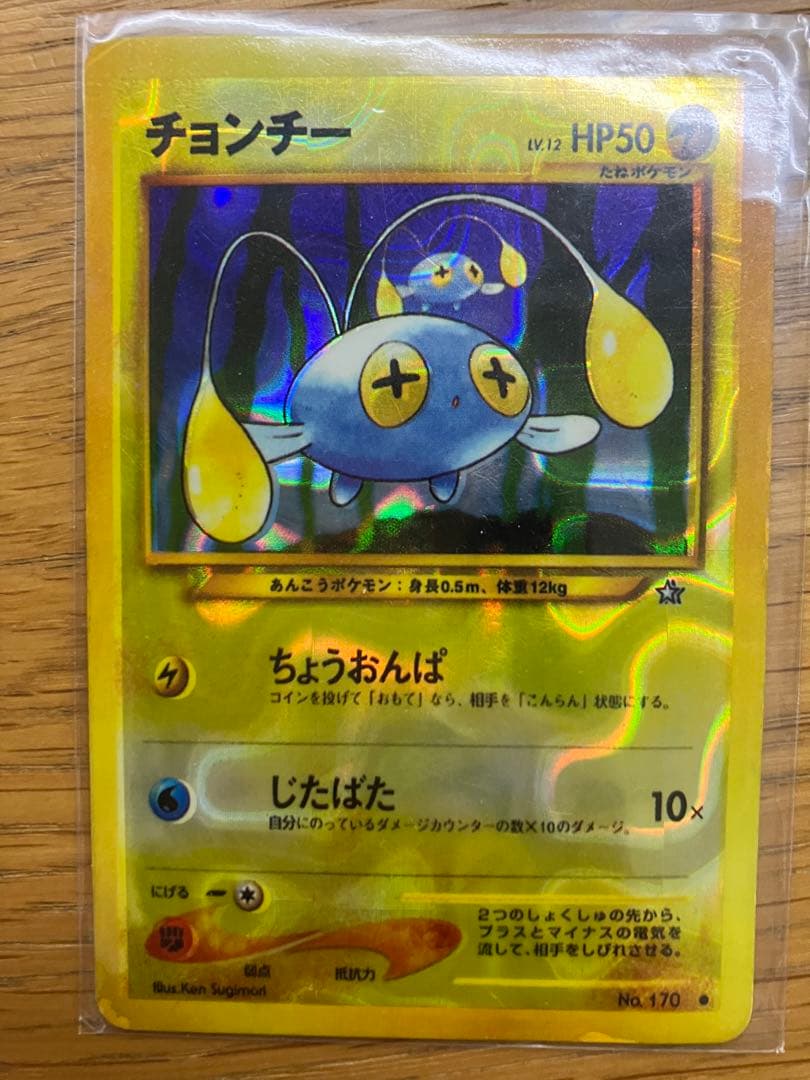 チョンチー
LV.12 HP50
たねポケモン
あんこうポケモン：身長0.5m、体重12kg
ちょうおんぱ
コインを投げて「おもて」なら、相手を「こんらん」状態にする。
じたばた
10×
自分にのっているダメージカウンターの数×10のダメージ。
にげる
2つのしょくしゅの先から、
プラスとマイナスの電気を
流して、相手をしびれさせる。
弱点
抵抗力
Illus.Ken Sugimori
No. 170